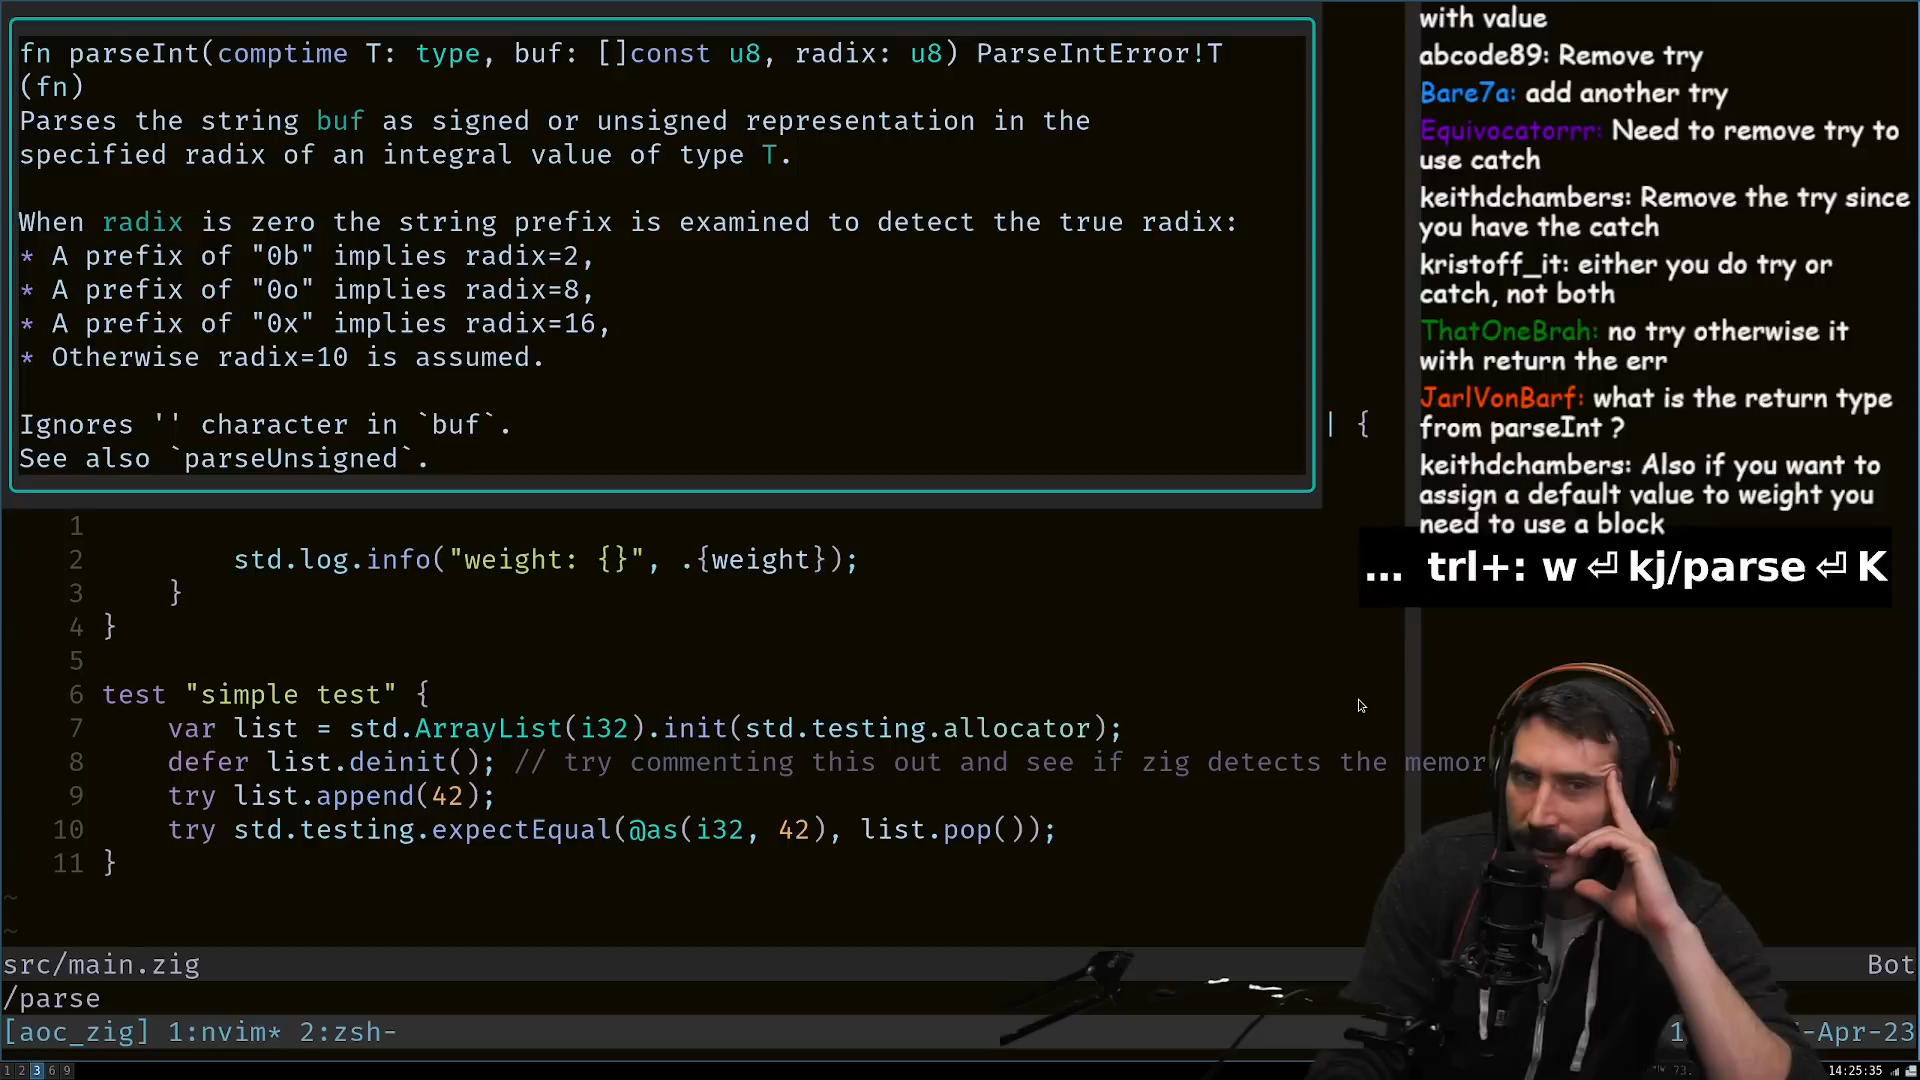 fn parseInt(comptime T: type, buf: []const u8, radix: u8) ParseIntError!T
(fn)
Parses the string buf as signed or unsigned representation in the
specified radix of an integral value of type T.
When radix is zero the string prefix is examined to detect the true radix:
* A prefix of "0b" implies radix=2,
* A prefix of "0o" implies radix=8,
* A prefix of "0x" implies radix=16,
* Otherwise radix=10 is assumed.
Ignores '' character in `buf`.
See also `parseUnsigned`.
| {
1
2 std.log.info("weight: {}", .{weight});
3 }
4 }
5
6 test "simple test" {
7 var list = std.ArrayList(i32).init(std.testing.allocator);
8 defer list.deinit(); // try commenting this out and see if zig detects the memor
9 try list.append(42);
10 try std.testing.expectEqual(@as(i32, 42), list.pop());
11 }
~
~
src/main.zig Bot
/parse
[aoc_zig] 1:nvim* 2:zsh- -Apr-23
1 2 3 6 9 14:25:35
with value
abcode89: Remove try
Bare7a: add another try
Equivocatorrr: Need to remove try to
use catch
keithdchambers: Remove the try since
you have the catch
kristoff_it: either you do try or
catch, not both
ThatOneBrah: no try otherwise it
with return the err
JarlVonBarf: what is the return type
from parseInt ?
keithdchambers: Also if you want to
assign a default value to weight you
need to use a block
... trl+: w⏎kj/parse⏎K